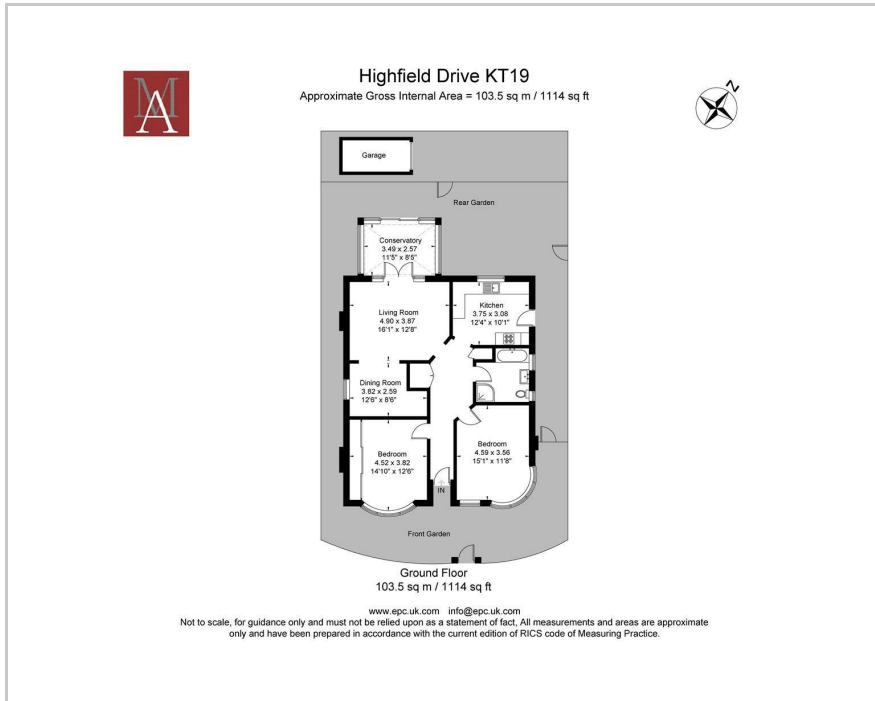 MA
Highfield Drive KT19
Approximate Gross Internal Area = 103.5 sq m / 1114 sq ft
N
Garage
Rear Garden
Conservatory
3.49 x 2.57
11'5" x 8'5"
Living Room
4.90 x 3.87
16'1" x 12'8"
Kitchen
3.75 x 3.08
12'4" x 10'1"
Dining Room
3.82 x 2.59
12'6" x 8'6"
Bedroom
4.52 x 3.82
14'10" x 12'6"
Bedroom
4.59 x 3.56
15'1" x 11'8"
IN
Front Garden
Ground Floor
103.5 sq m / 1114 sq ft
www.epc.uk.com info@epc.uk.com
Not to scale, for guidance only and must not be relied upon as a statement of fact, All measurements and areas are approximate
only and have been prepared in accordance with the current edition of RICS code of Measuring Practice.